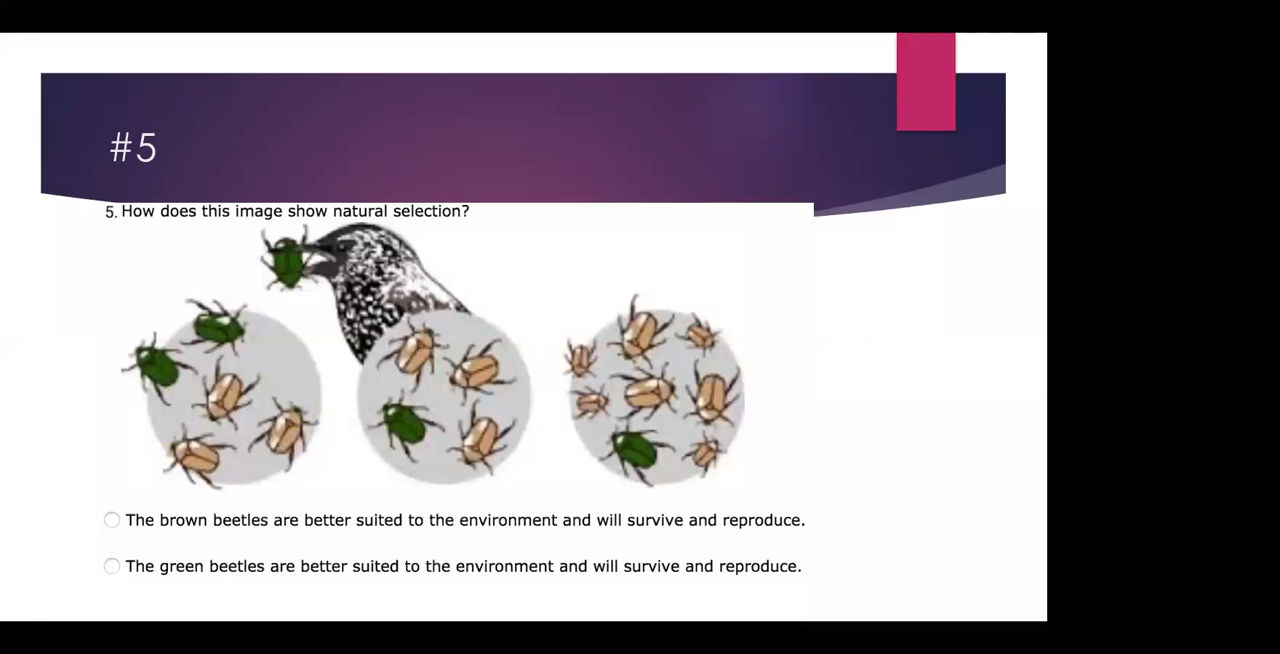 #5
5. How does this image show natural selection?
The brown beetles are better suited to the environment and will survive and reproduce.
The green beetles are better suited to the environment and will survive and reproduce.